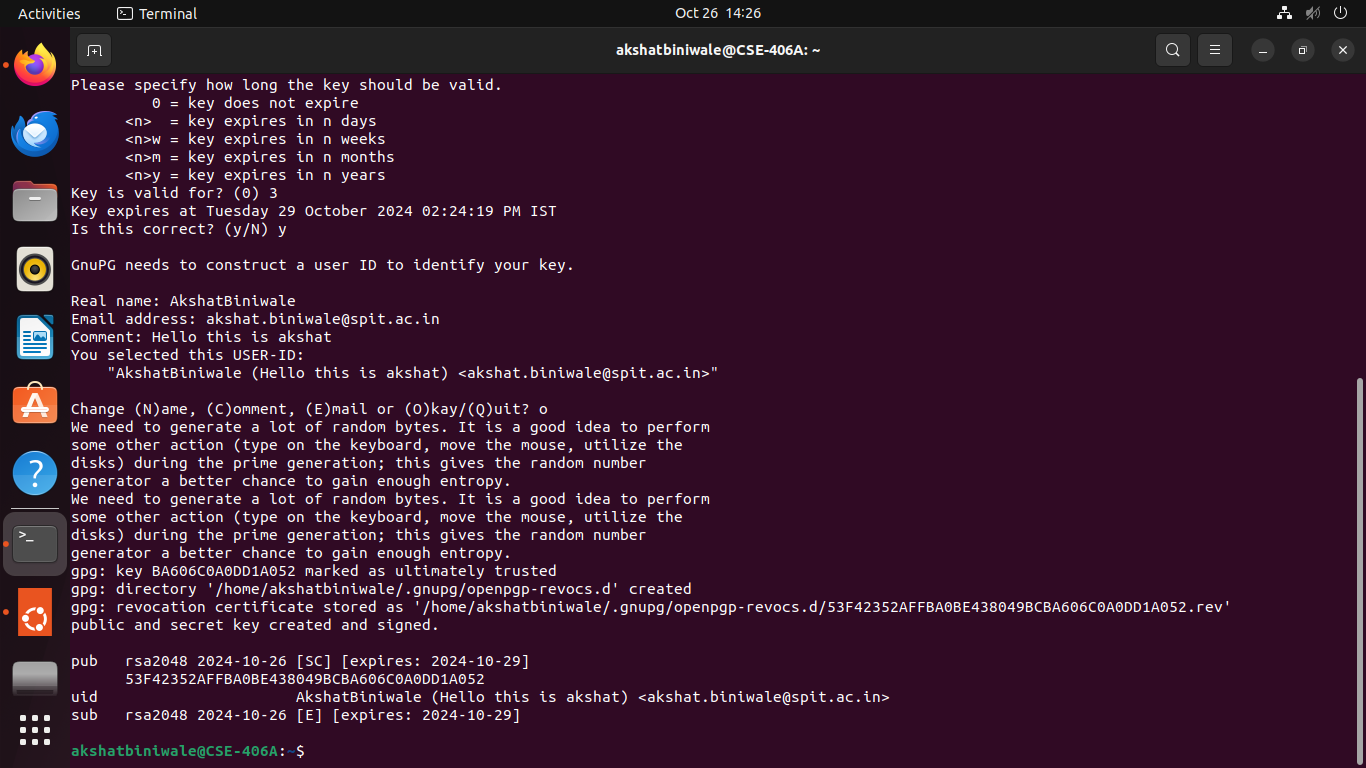 Activities
Terminal
Oct 26 14:26
akshatbiniwale@CSE-406A: ~
Please specify how long the key should be valid.
         0 = key does not expire
      <n>  = key expires in n days
      <n>w = key expires in n weeks
      <n>m = key expires in n months
      <n>y = key expires in n years
Key is valid for? (0) 3
Key expires at Tuesday 29 October 2024 02:24:19 PM IST
Is this correct? (y/N) y
GnuPG needs to construct a user ID to identify your key.
Real name: AkshatBiniwale
Email address: akshat.biniwale@spit.ac.in
Comment: Hello this is akshat
You selected this USER-ID:
    "AkshatBiniwale (Hello this is akshat) <akshat.biniwale@spit.ac.in>"
Change (N)ame, (C)omment, (E)mail or (O)kay/(Q)uit? o
We need to generate a lot of random bytes. It is a good idea to perform
some other action (type on the keyboard, move the mouse, utilize the
disks) during the prime generation; this gives the random number
generator a better chance to gain enough entropy.
We need to generate a lot of random bytes. It is a good idea to perform
some other action (type on the keyboard, move the mouse, utilize the
disks) during the prime generation; this gives the random number
generator a better chance to gain enough entropy.
gpg: key BA606C0A0DD1A052 marked as ultimately trusted
gpg: directory '/home/akshatbiniwale/.gnupg/openpgp-revocs.d' created
gpg: revocation certificate stored as '/home/akshatbiniwale/.gnupg/openpgp-revocs.d/53F42352AFFBA0BE438049BCBA606C0A0DD1A052.rev'
public and secret key created and signed.
pub   rsa2048 2024-10-26 [SC] [expires: 2024-10-29]
      53F42352AFFBA0BE438049BCBA606C0A0DD1A052
uid                      AkshatBiniwale (Hello this is akshat) <akshat.biniwale@spit.ac.in>
sub   rsa2048 2024-10-26 [E] [expires: 2024-10-29]
akshatbiniwale@CSE-406A:~$